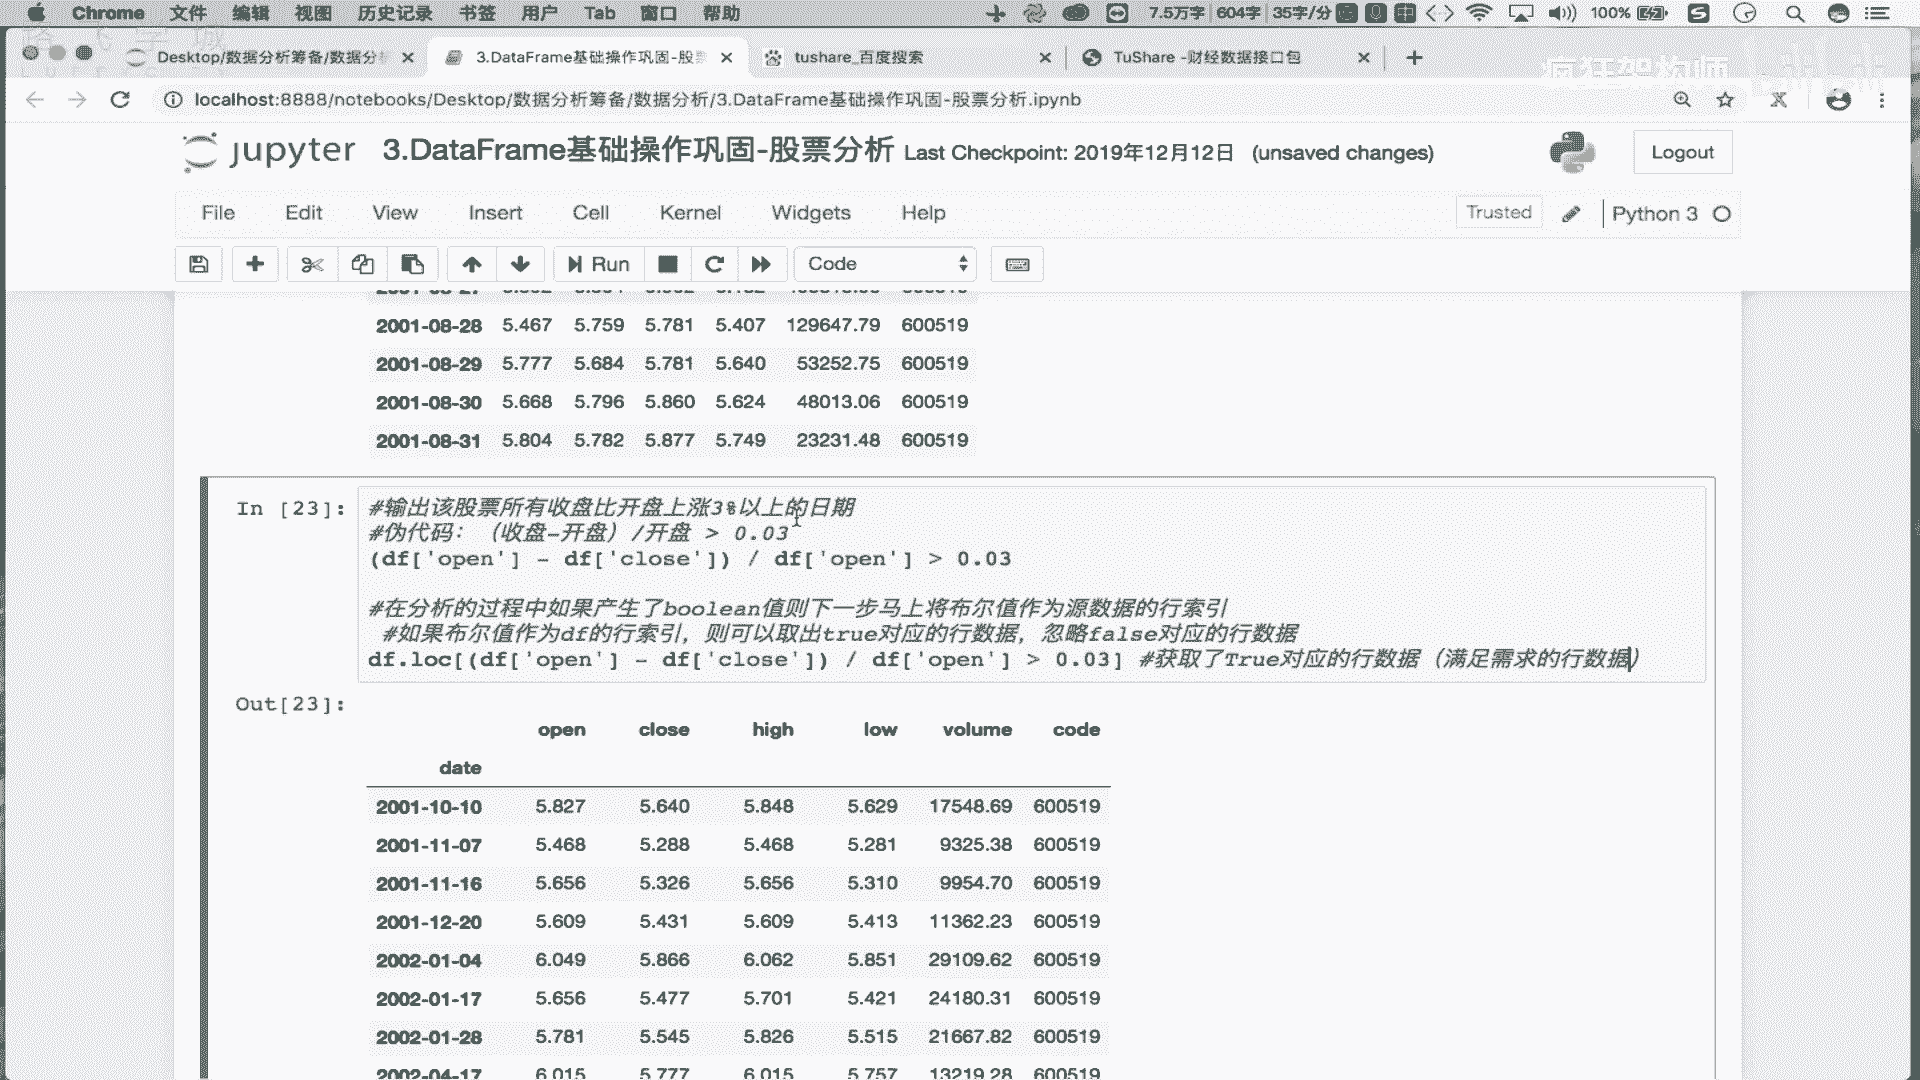 Chrome 文件 编辑 视图 历史记录 书签 用户 Tab 窗口 帮助 7.5万字 604字 35字/分 中 100%
Desktop/数据分析筹备/数据分析 3.DataFrame基础操作巩固-股票 tushare_百度搜索 TuShare -财经数据接口包
疯狂架构师
localhost:8888/notebooks/Desktop/数据分析筹备/数据分析/3.DataFrame基础操作巩固-股票分析.ipynb
jupyter 3.DataFrame基础操作巩固-股票分析 Last Checkpoint: 2019年12月12日 (unsaved changes) Logout
File Edit View Insert Cell Kernel Widgets Help Trusted Python 3
Run Code
2001-08-28 5.467 5.759 5.781 5.407 129647.79 600519
2001-08-29 5.777 5.684 5.781 5.640 53252.75 600519
2001-08-30 5.668 5.796 5.860 5.624 48013.06 600519
2001-08-31 5.804 5.782 5.877 5.749 23231.48 600519
In [23]: #输出该股票所有收盘比开盘上涨3%以上的日期
#伪代码：（收盘-开盘）/开盘 > 0.03
(df['open'] - df['close']) / df['open'] > 0.03
#在分析的过程中如果产生了boolean值则下一步马上将布尔值作为源数据的行索引
#如果布尔值作为df的行索引，则可以取出true对应的行数据，忽略false对应的行数据
df.loc[(df['open'] - df['close']) / df['open'] > 0.03] #获取了True对应的行数据（满足需求的行数据）
Out[23]:
open close high low volume code
date
2001-10-10 5.827 5.640 5.848 5.629 17548.69 600519
2001-11-07 5.468 5.288 5.468 5.281 9325.38 600519
2001-11-16 5.656 5.326 5.656 5.310 9954.70 600519
2001-12-20 5.609 5.431 5.609 5.413 11362.23 600519
2002-01-04 6.049 5.866 6.062 5.851 29109.62 600519
2002-01-17 5.656 5.477 5.701 5.421 24180.31 600519
2002-01-28 5.781 5.545 5.826 5.515 21667.82 600519
2002-04-17 6.015 5.777 6.015 5.757 13219.28 600519